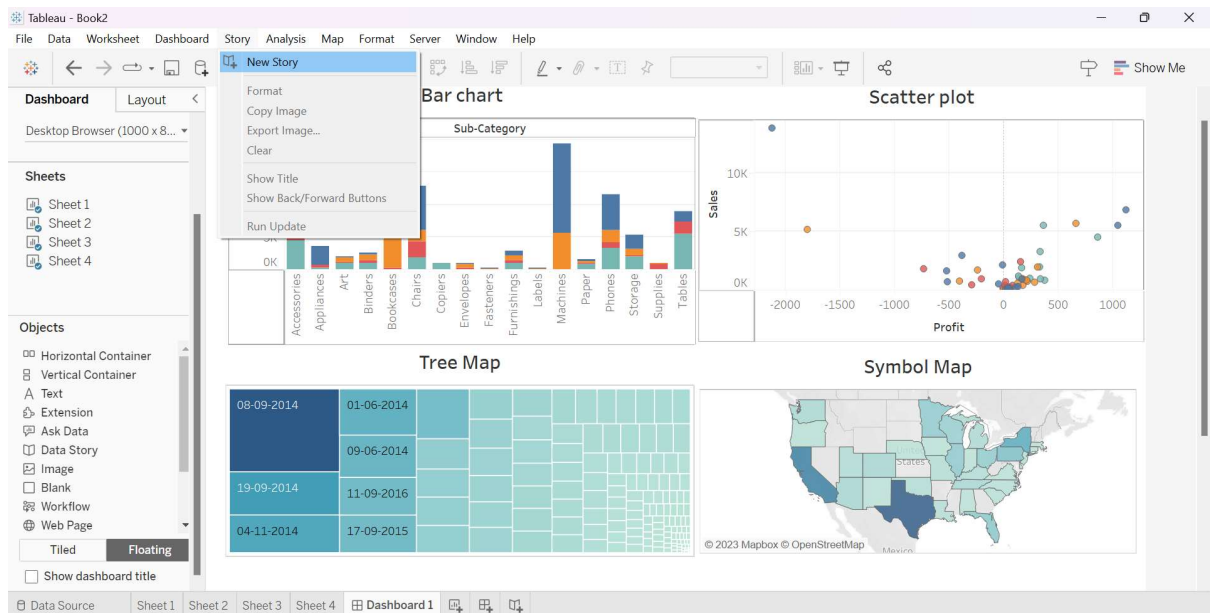 Tableau - Book2
File Data Worksheet Dashboard Story Analysis Map Format Server Window Help
New Story
Format
Copy Image
Export Image...
Clear
Show Title
Show Back/Forward Buttons
Run Update
T
Show Me
Dashboard Layout
Desktop Browser (1000 x 8...
Sheets
Sheet 1
Sheet 2
Sheet 3
Sheet 4
Objects
Horizontal Container
Vertical Container
A Text
Extension
Ask Data
Data Story
Image
Blank
Workflow
Web Page
Tiled Floating
Show dashboard title
Bar chart
Sub-Category
0K
Accessories
Appliances
Art
Binders
Bookcases
Chairs
Copiers
Envelopes
Fasteners
Furnishings
Labels
Machines
Paper
Phones
Storage
Supplies
Tables
Scatter plot
Sales
10K
5K
0K
-2000 -1500 -1000 -500 0 500 1000
Profit
Tree Map
08-09-2014 01-06-2014
09-06-2014
19-09-2014 11-09-2016
04-11-2014 17-09-2015
Symbol Map
States
© 2023 Mapbox © OpenStreetMap
Mexico
Data Source Sheet 1 Sheet 2 Sheet 3 Sheet 4 Dashboard 1